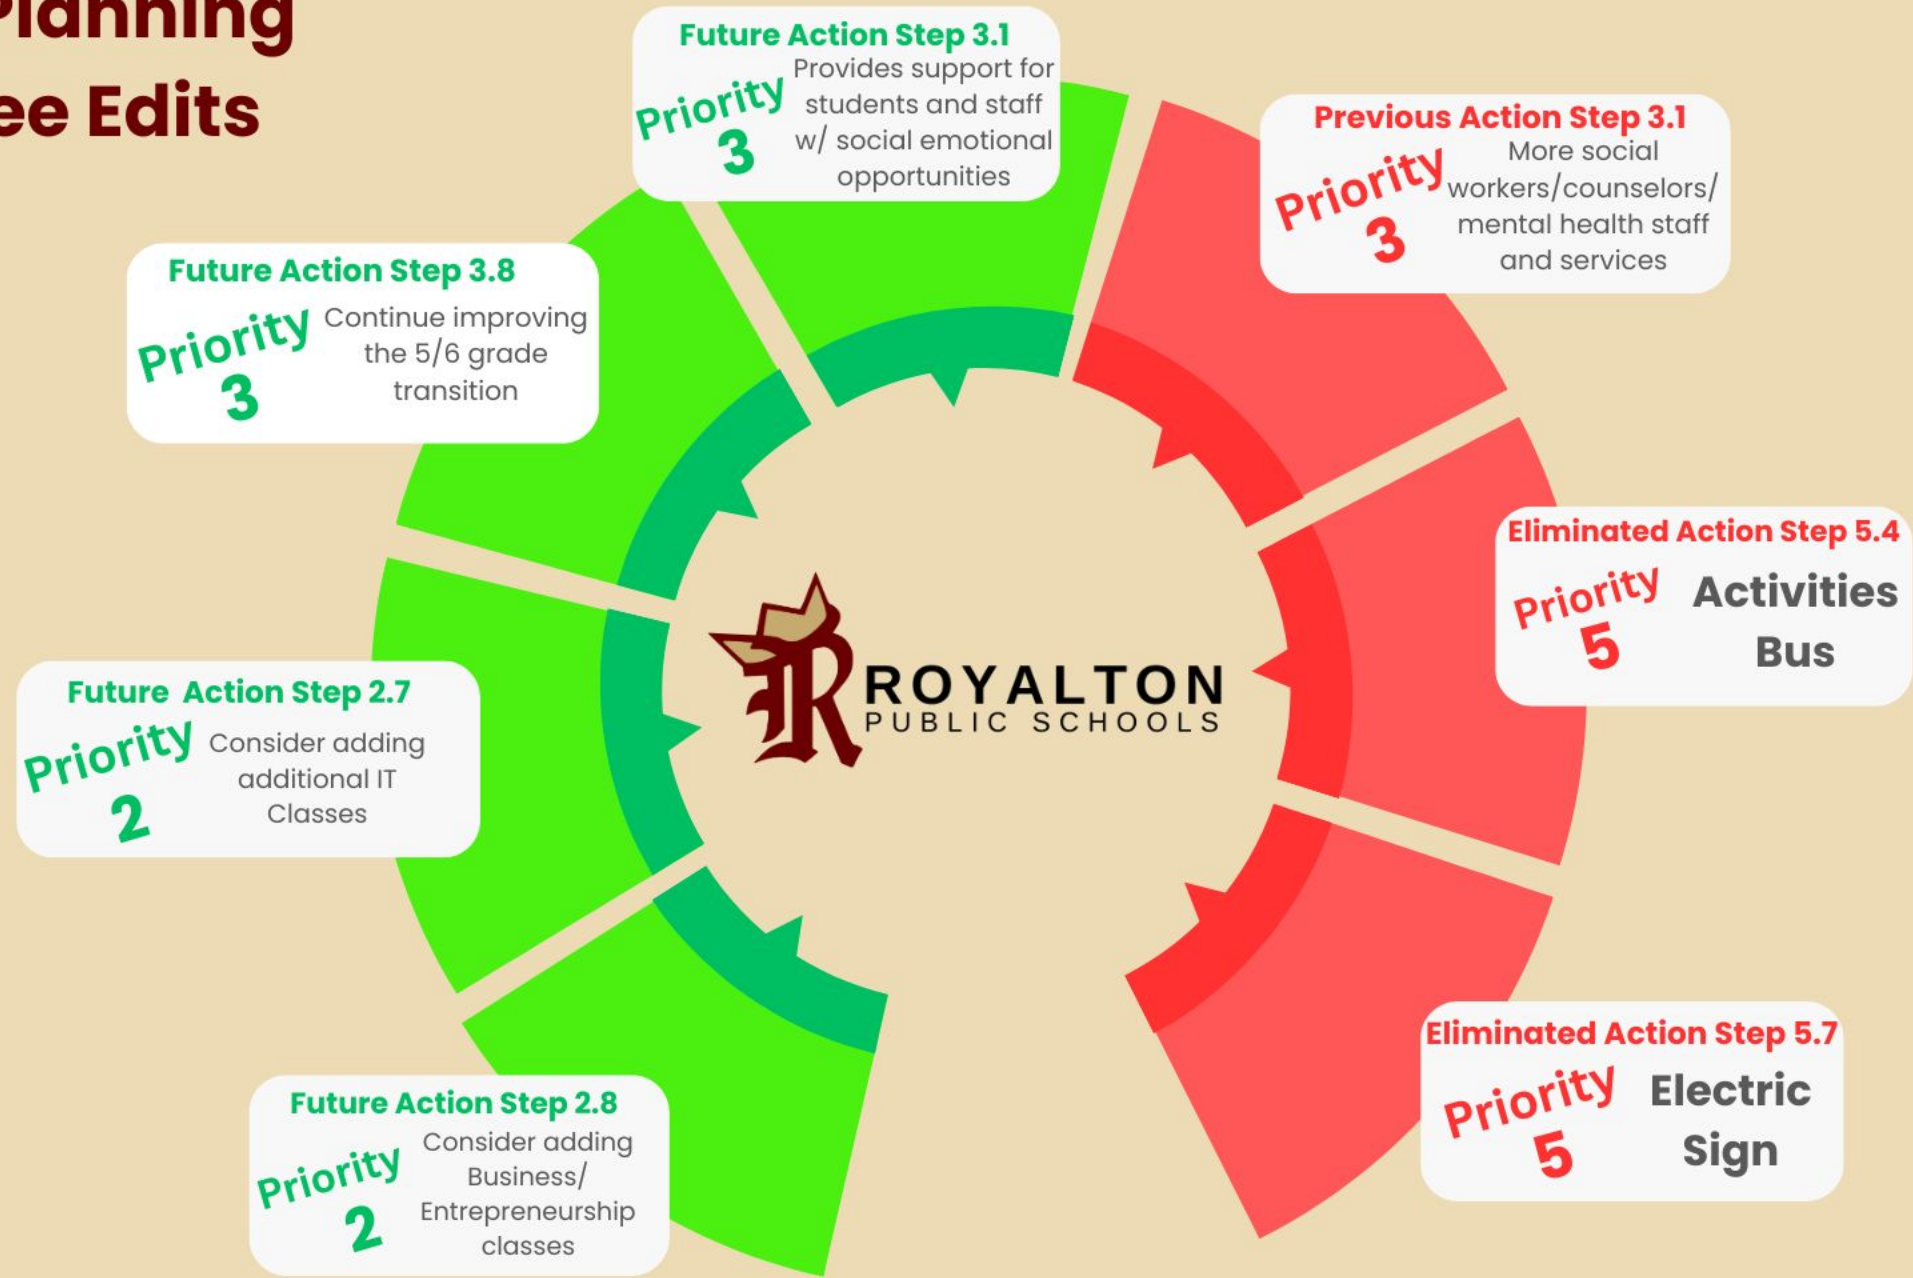 Planning
ee Edits
Future Action Step 3.1
Priority
3
Provides support for
students and staff
w/ social emotional
opportunities
Previous Action Step 3.1
Priority
3
More social
workers/counselors/
mental health staff
and services
Future Action Step 3.8
Priority
3
Continue improving
the 5/6 grade
transition
Eliminated Action Step 5.4
Priority
5
Activities
Bus
Future Action Step 2.7
Priority
2
Consider adding
additional IT
Classes
R
ROYALTON
PUBLIC SCHOOLS
Eliminated Action Step 5.7
Priority
5
Electric
Sign
Future Action Step 2.8
Priority
2
Consider adding
Business/
Entrepreneurship
classes